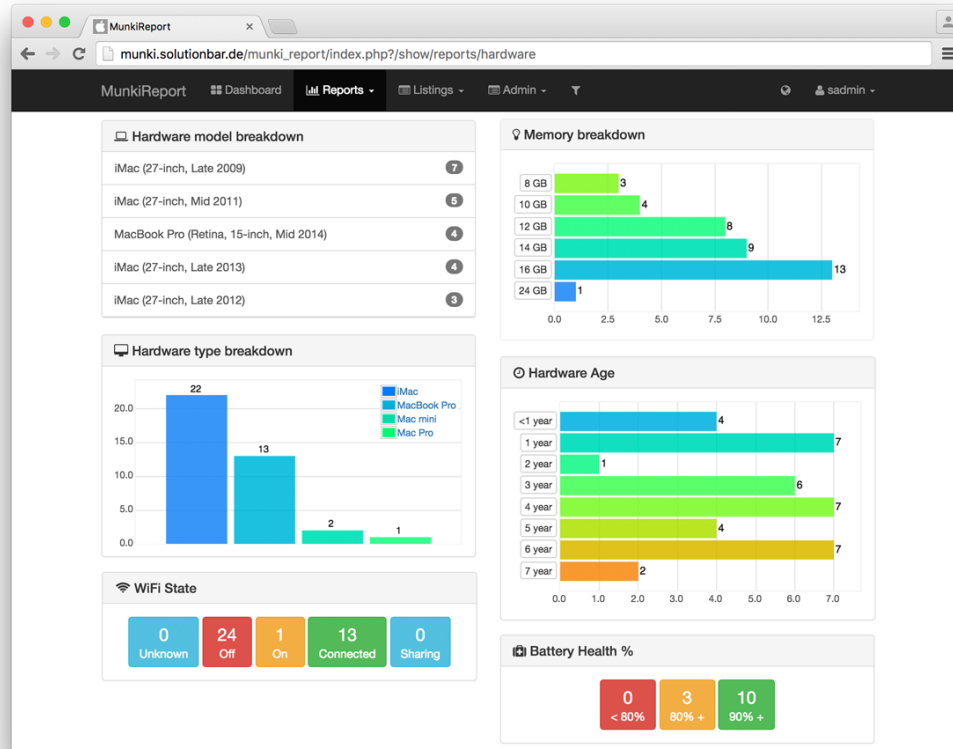 MunkiReport
munki.solutionbar.de/munki_report/index.php?/show/reports/hardware
MunkiReport Dashboard Reports Listings Admin sadmin
Hardware model breakdown
iMac (27-inch, Late 2009) 7
iMac (27-inch, Mid 2011) 5
MacBook Pro (Retina, 15-inch, Mid 2014) 4
iMac (27-inch, Late 2013) 4
iMac (27-inch, Late 2012) 3
Hardware type breakdown
22
iMac
MacBook Pro
Mac mini
Mac Pro
20.0
15.0
13
10.0
5.0
2
1
0.0
WiFi State
0 24 1 13 0
Unknown Off On Connected Sharing
Memory breakdown
8 GB 3
10 GB 4
12 GB 8
14 GB 9
16 GB 13
24 GB 1
0.0 2.5 5.0 7.5 10.0 12.5
Hardware Age
<1 year 4
1 year 7
2 year 1
3 year 6
4 year 7
5 year 4
6 year 7
7 year 2
0.0 1.0 2.0 3.0 4.0 5.0 6.0 7.0
Battery Health %
0 3 10
< 80% 80% + 90% +